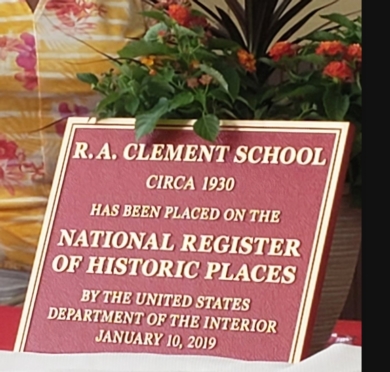 R.A. CLEMENT SCHOOL
CIRCA 1930
HAS BEEN PLACED ON THE
NATIONAL REGISTER
OF HISTORIC PLACES
BY THE UNITED STATES
DEPARTMENT OF THE INTERIOR
JANUARY 10, 2019